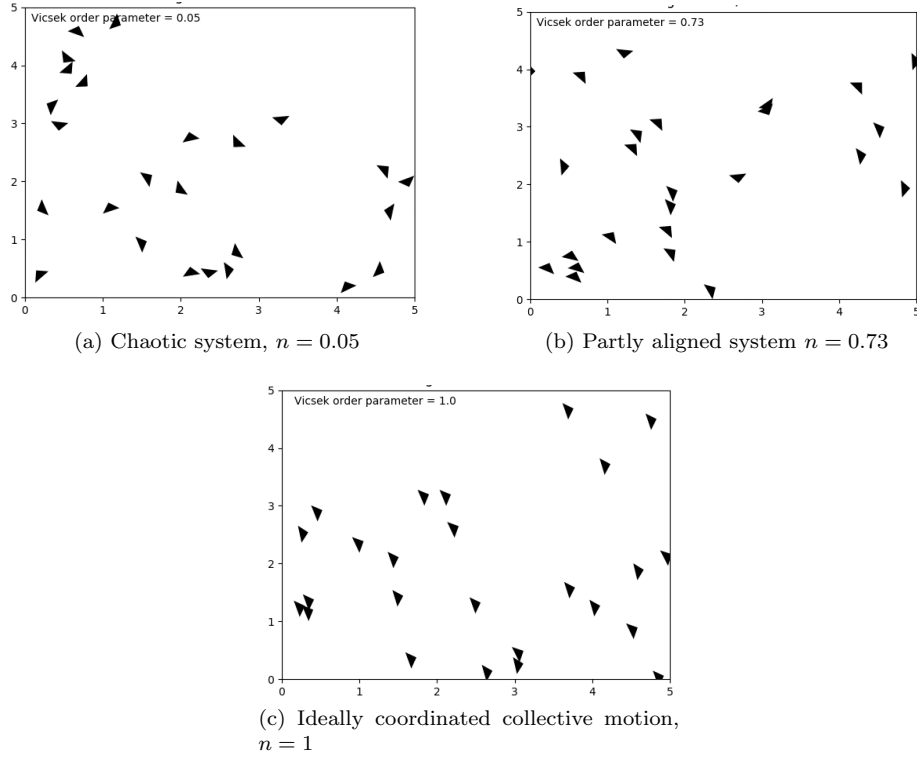 Vicsek order parameter = 0.05
5
4
3
2
1
0
0 1 2 3 4 5
(a) Chaotic system, n = 0.05
Vicsek order parameter = 0.73
5
4
3
2
1
0
0 1 2 3 4 5
(b) Partly aligned system n = 0.73
Vicsek order parameter = 1.0
5
4
3
2
1
0
0 1 2 3 4 5
(c) Ideally coordinated collective motion,
n = 1